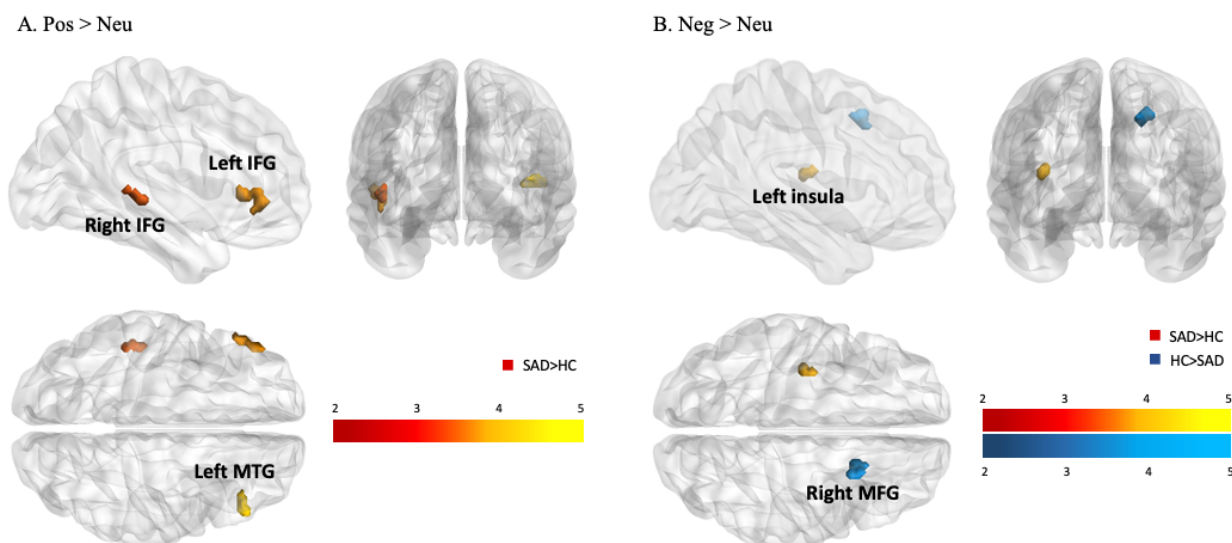 A. Pos > Neu
Left IFG
Right IFG
Left MTG
SAD>HC
2 3 4 5
B. Neg > Neu
Left insula
Right MFG
SAD>HC
HC>SAD
2 3 4 5
2 3 4 5